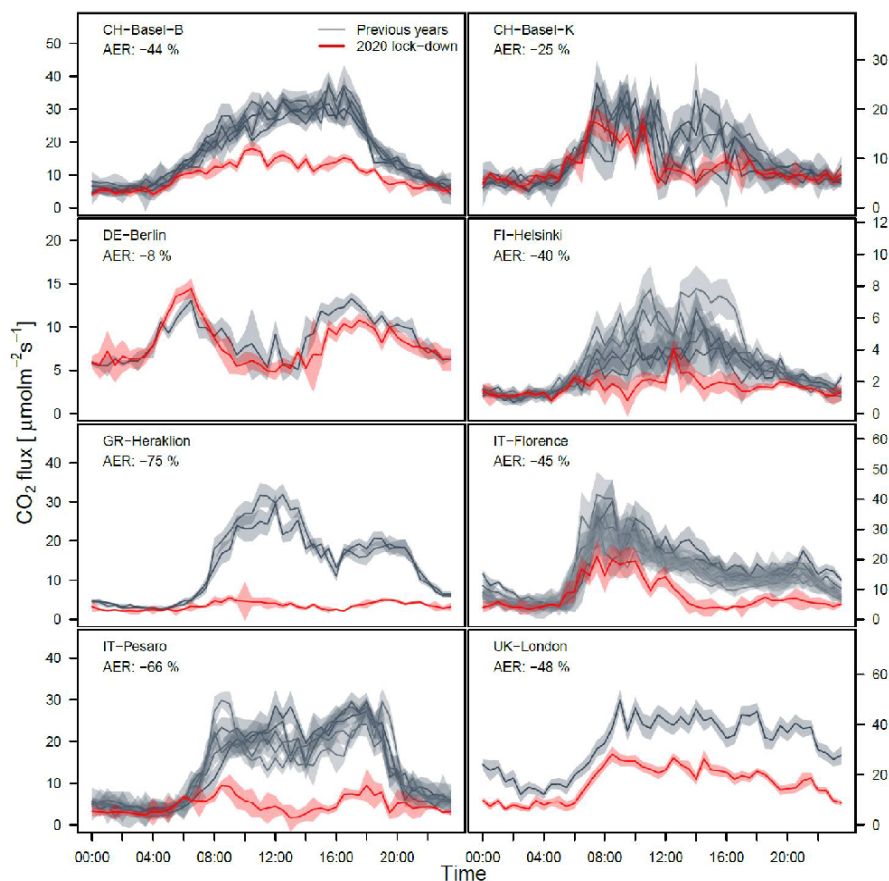 CH−Basel−B
AER: −44 %
Previous years
2020 lock−down
CH−Basel−K
AER: −25 %
50
40
30
20
10
0
30
20
10
0
DE−Berlin
AER: −8 %
FI−Helsinki
AER: −40 %
20
15
10
5
0
10
8
6
4
2
0
GR−Heraklion
AER: −75 %
IT−Florence
AER: −45 %
40
30
20
10
0
60
50
40
30
20
10
0
IT−Pesaro
AER: −66 %
UK−London
AER: −48 %
40
30
20
10
0
60
40
20
0
CO₂ flux [ µmolm⁻²s⁻¹]
00:00 04:00 08:00 12:00 16:00 20:00
00:00 04:00 08:00 12:00 16:00 20:00
Time